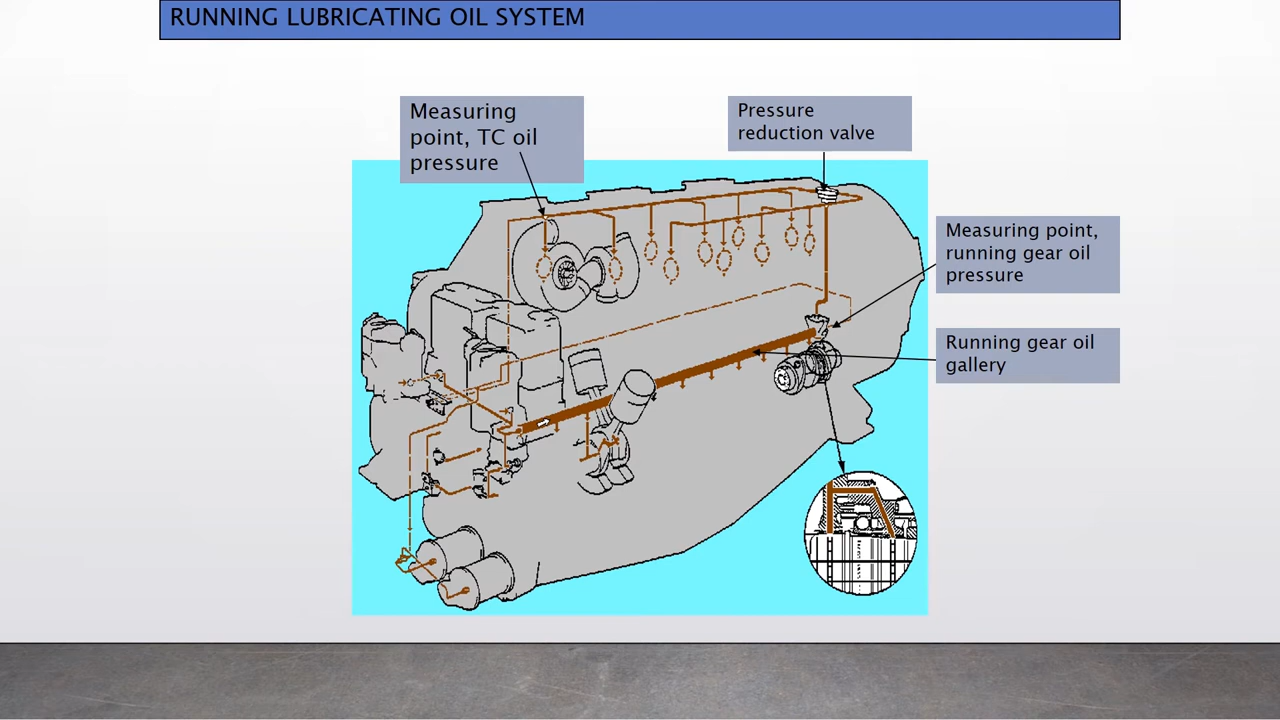 RUNNING LUBRICATING OIL SYSTEM
Measuring
point, TC oil
pressure
Pressure
reduction valve
Measuring point,
running gear oil
pressure
Running gear oil
gallery